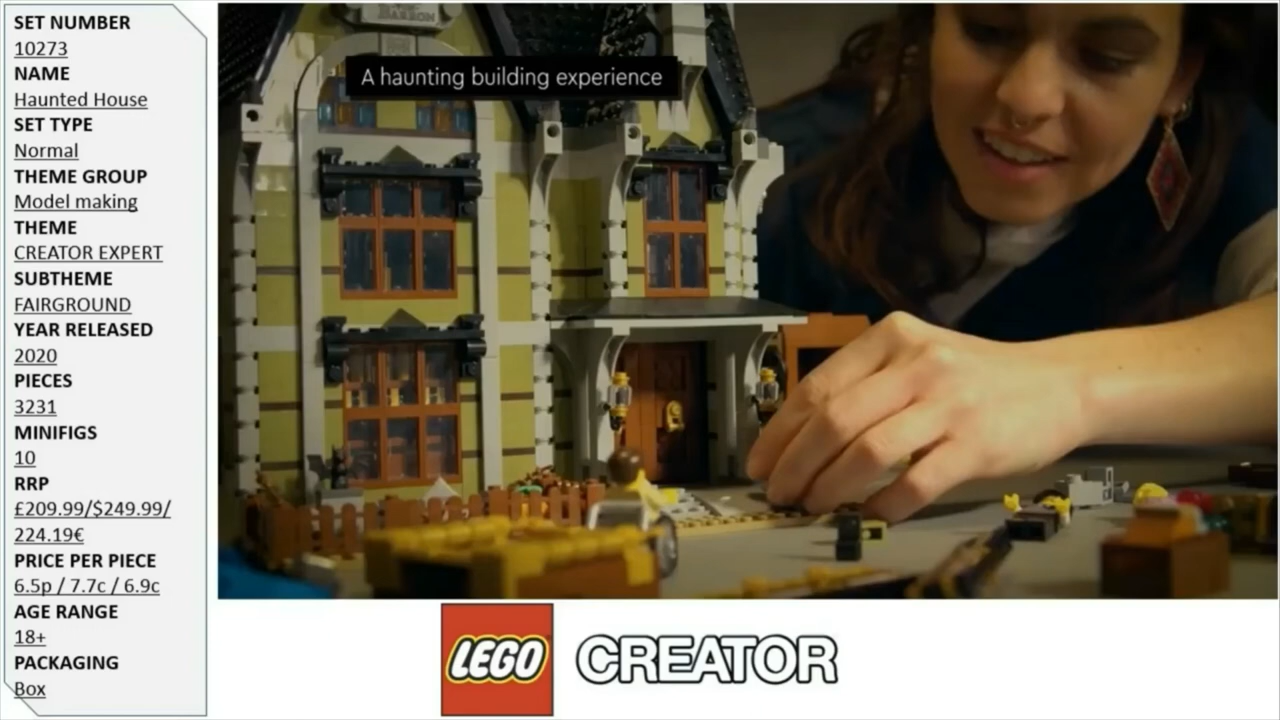 SET NUMBER
10273
NAME
Haunted House
SET TYPE
Normal
THEME GROUP
Model making
THEME
CREATOR EXPERT
SUBTHEME
FAIRGROUND
YEAR RELEASED
2020
PIECES
3231
MINIFIGS
10
RRP
£209.99/$249.99/
224.19€
PRICE PER PIECE
6.5p / 7.7c / 6.9c
AGE RANGE
18+
PACKAGING
Box
A haunting building experience
LEGO CREATOR